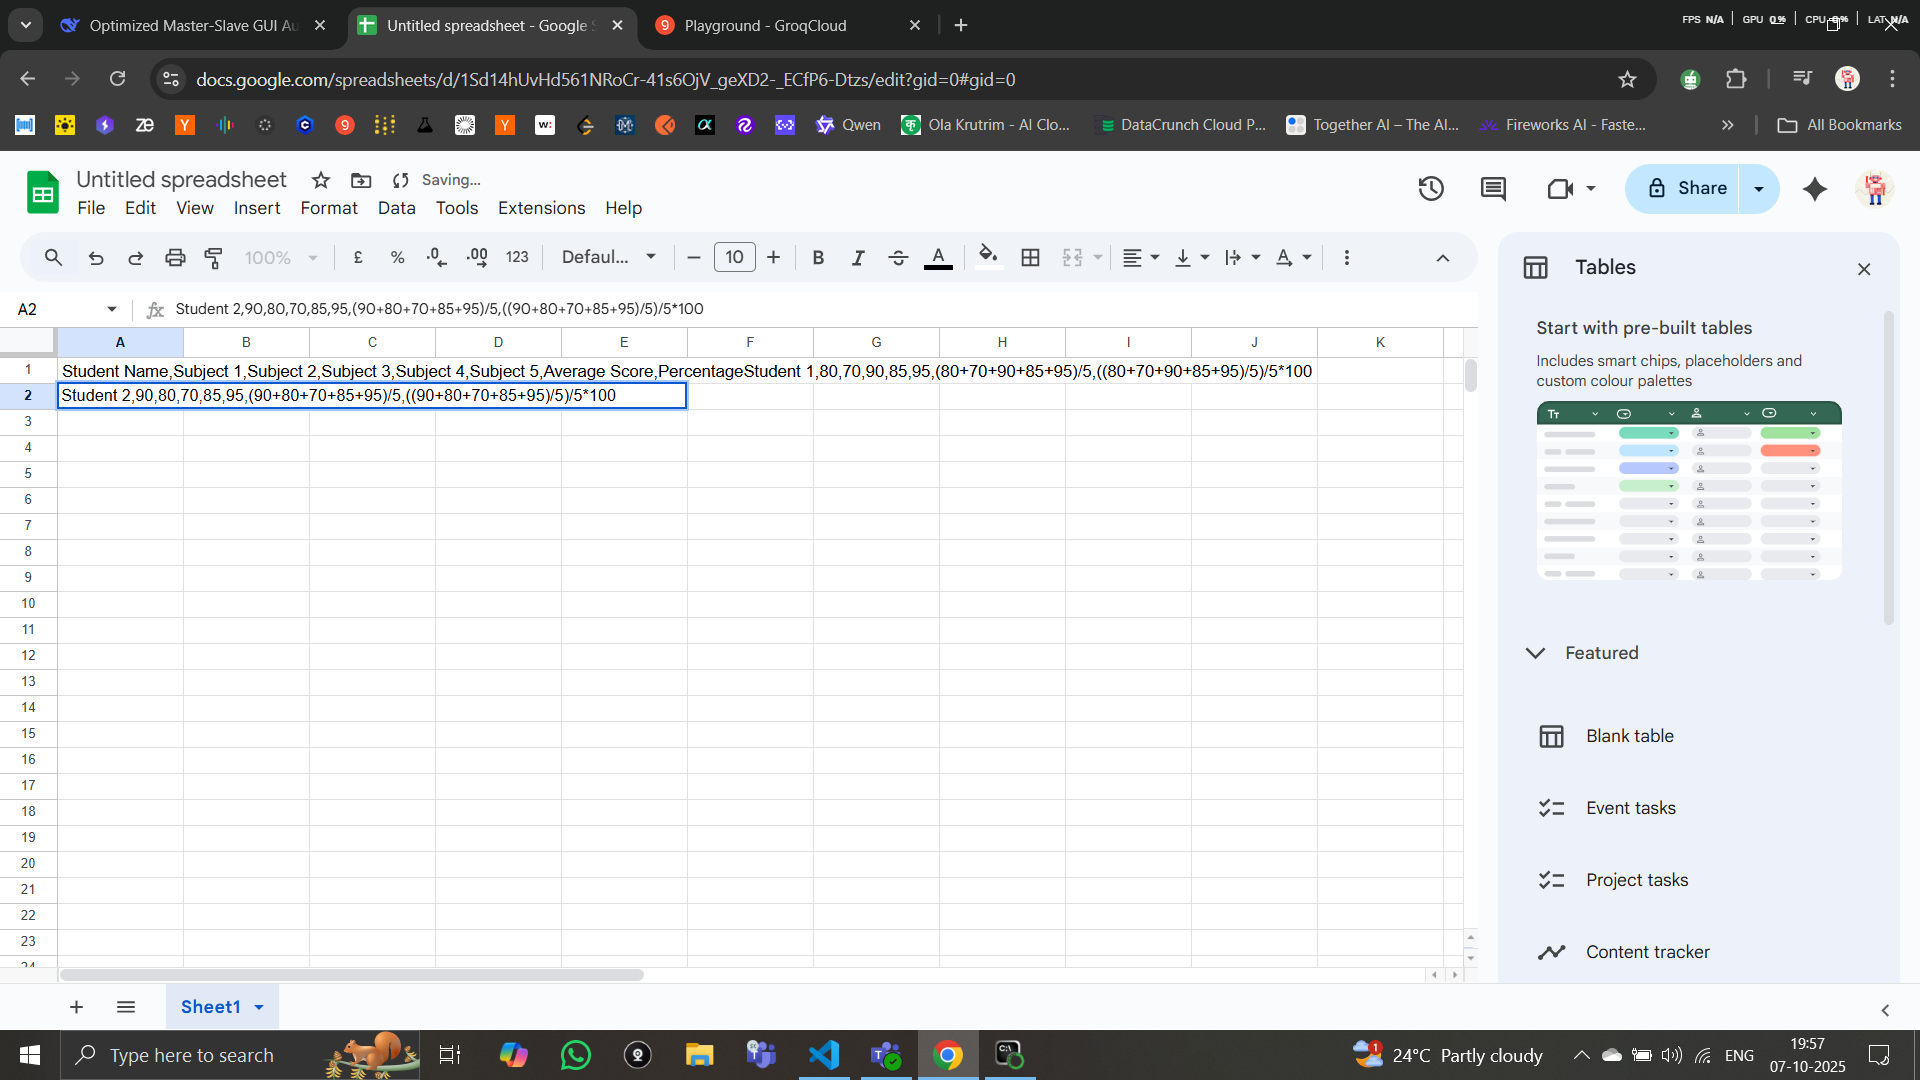 Optimized Master-Slave GUI Au
Untitled spreadsheet - Google S
Playground - GroqCloud
FPS N/A
GPU 0%
CPU 0%
LAT N/A
docs.google.com/spreadsheets/d/1Sd14hUvHd561NRoCr-41s6OjV_geXD2-_ECfP6-Dtzs/edit?gid=0#gid=0
Qwen
Ola Krutrim - AI Clo...
DataCrunch Cloud P...
Together AI – The AI...
Fireworks AI - Faste...
All Bookmarks
Untitled spreadsheet
Saving...
File Edit View Insert Format Data Tools Extensions Help
Share
100% £ % .0 .00 123 Defaul... 10 B I S A
A2
Student 2,90,80,70,85,95,(90+80+70+85+95)/5,((90+80+70+85+95)/5)/5*100
A B C D E F G H I J K
1 Student Name,Subject 1,Subject 2,Subject 3,Subject 4,Subject 5,Average Score,PercentageStudent 1,80,70,90,85,95,(80+70+90+85+95)/5,((80+70+90+85+95)/5)/5*100
2 Student 2,90,80,70,85,95,(90+80+70+85+95)/5,((90+80+70+85+95)/5)/5*100
3
4
5
6
7
8
9
10
11
12
13
14
15
16
17
18
19
20
21
22
23
24
Tables
Start with pre-built tables
Includes smart chips, placeholders and
custom colour palettes
Featured
Blank table
Event tasks
Project tasks
Content tracker
Sheet1
Type here to search
24°C Partly cloudy
ENG
19:57
07-10-2025